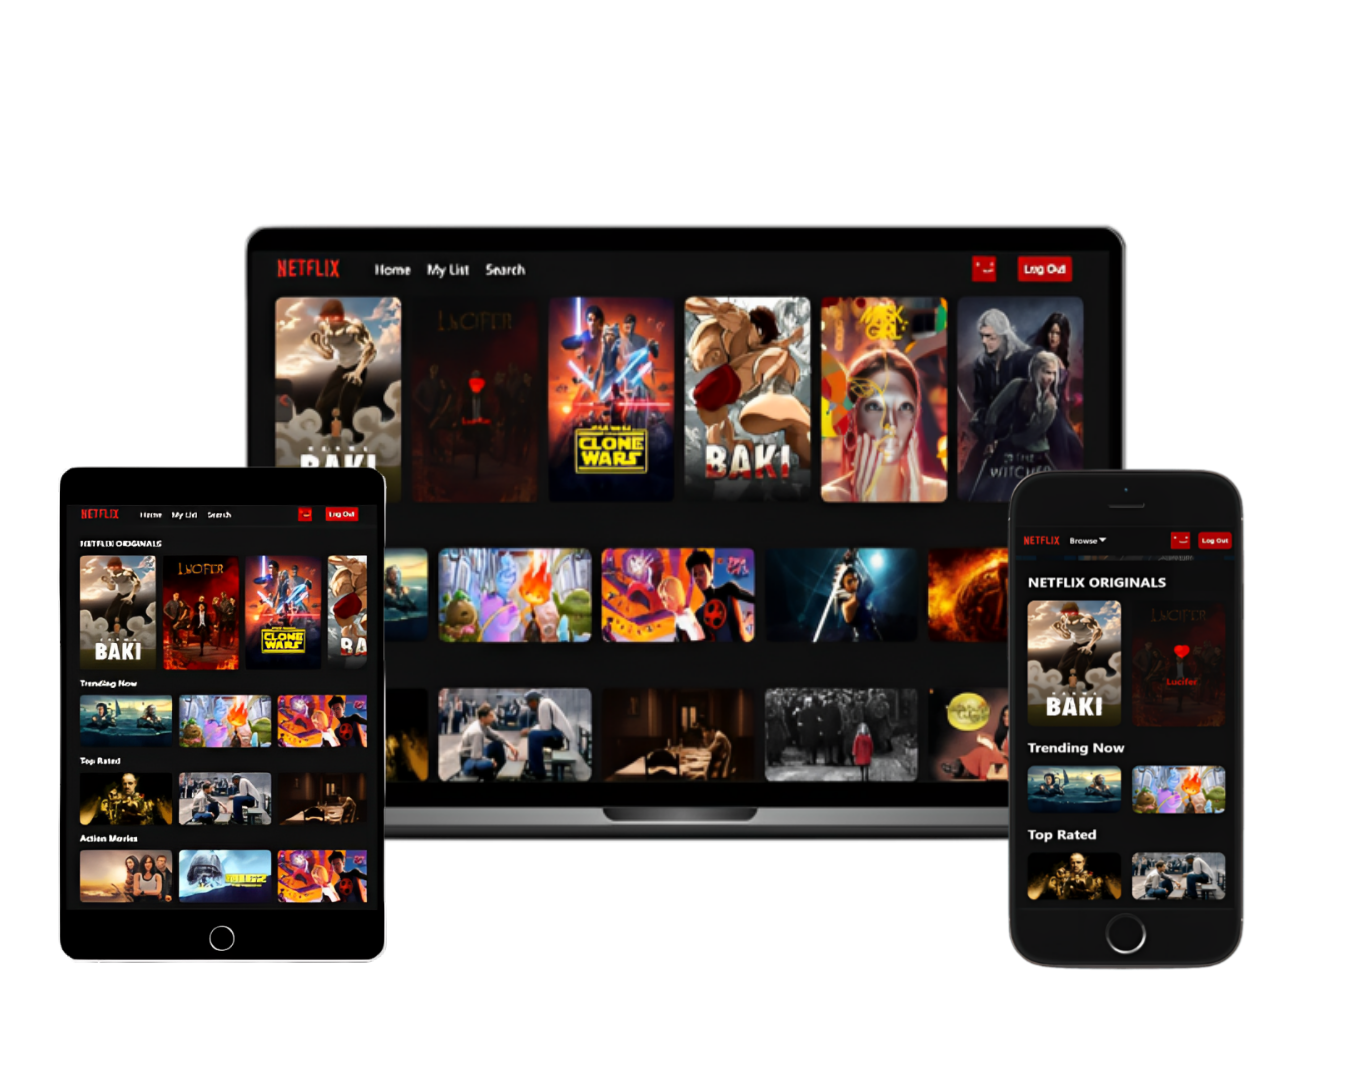 NETFLIX Home My List Search Log Out
LUCIFER
MASK GIRL
CLONE WARS
BAKI
BAKI
THE WITCHER
NETFLIX Home My List Search Log Out
NETFLIX ORIGINALS
LUCIFER
BAKI
CLONE WARS
BA
Trending Now
Top Rated
Action Movies
NETFLIX Browse Log Out
NETFLIX ORIGINALS
LUCIFER
Lucifer
BAKI
Trending Now
Top Rated